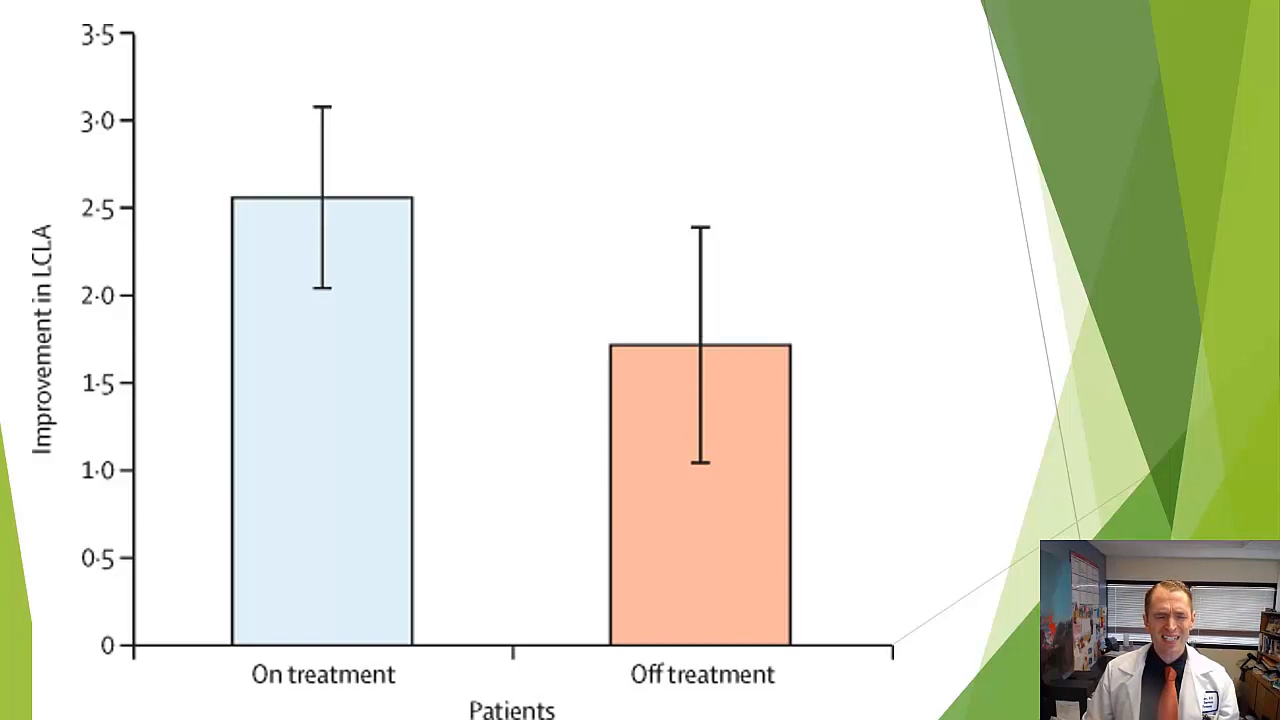 3·5
3·0
2·5
2·0
1·5
1·0
0·5
0
Improvement in LCLA
On treatment
Off treatment
Patients